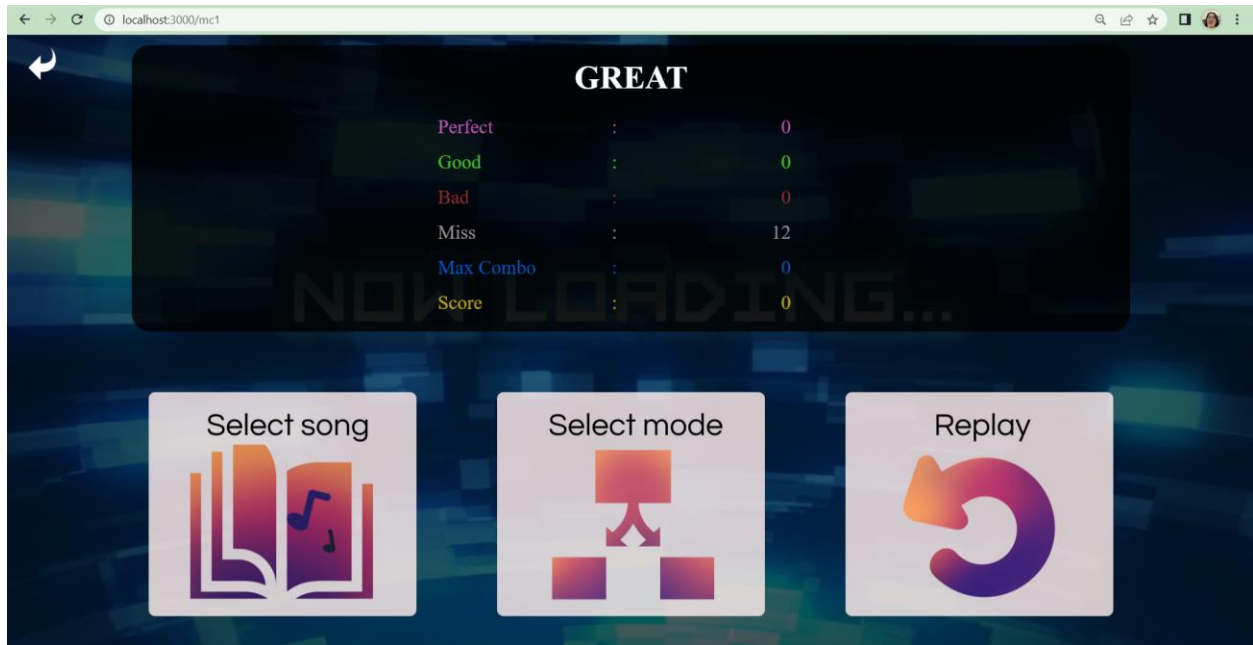 localhost:3000/mc1
GREAT
Perfect : 0
Good : 0
Bad : 0
Miss : 12
Max Combo : 0
NOW LOADING...
Score : 0
Select song
Select mode
Replay